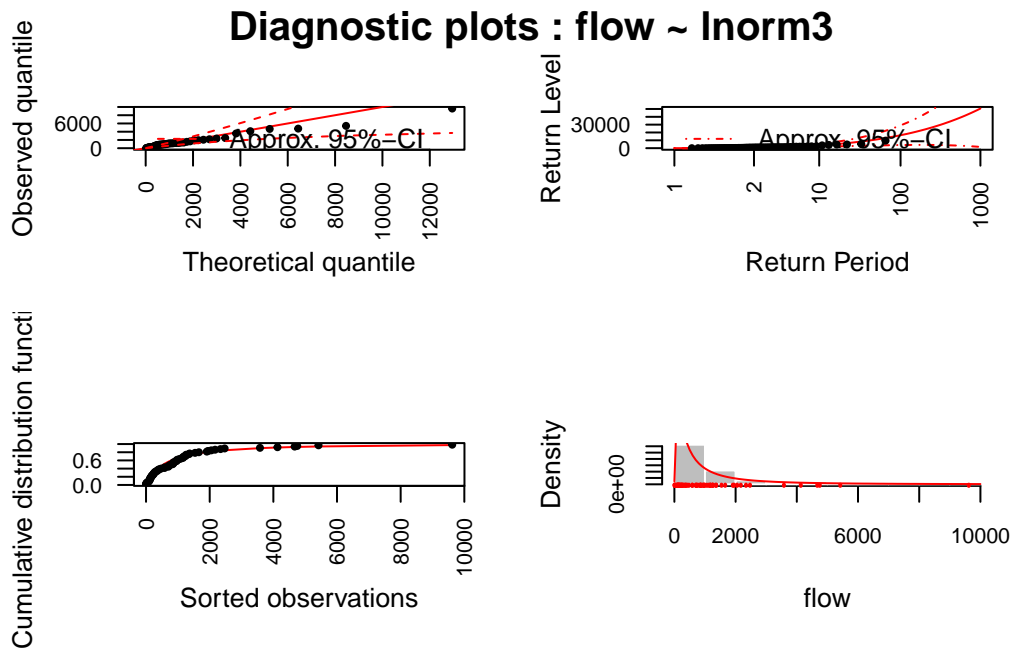 Diagnostic plots : flow ~ lnorm3
Observed quantile
6000
0
Approx. 95%−CI
0 2000 4000 6000 8000 10000 12000
Theoretical quantile
Return Level
30000
0
Approx. 95%−CI
1 2 10 100 1000
Return Period
Cumulative distribution functi
0.6
0.0
0 2000 4000 6000 8000 10000
Sorted observations
Density
0e+00
0 2000 6000 10000
flow